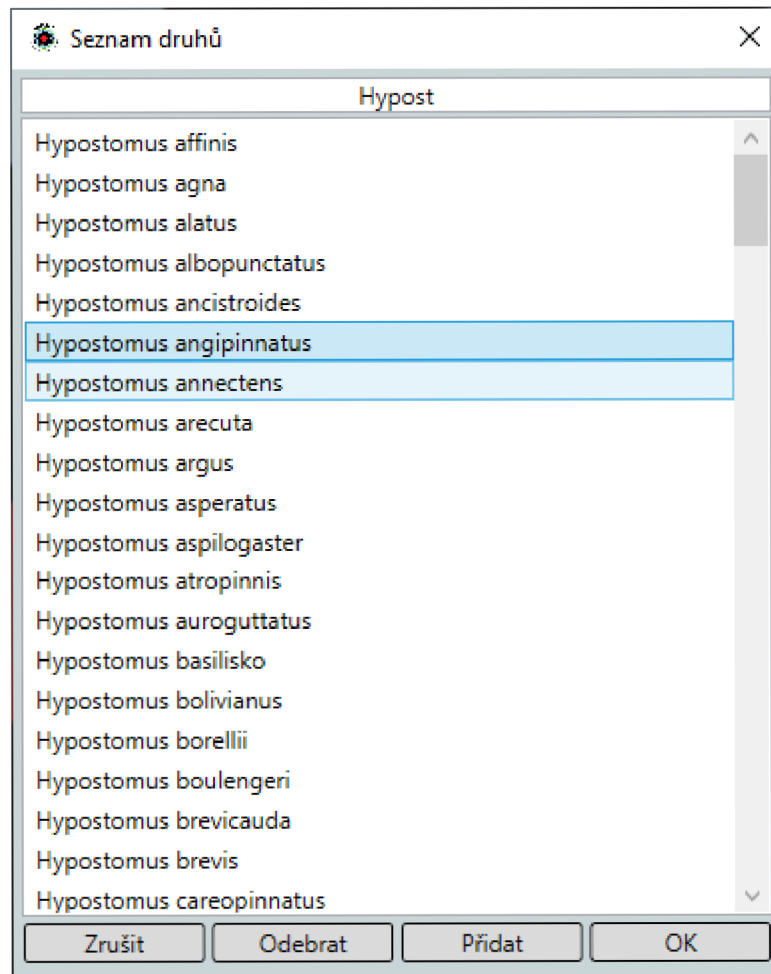 Seznam druhů
Hypost
Hypostomus affinis
Hypostomus agna
Hypostomus alatus
Hypostomus albopunctatus
Hypostomus ancistroides
Hypostomus angipinnatus
Hypostomus annectens
Hypostomus arecuta
Hypostomus argus
Hypostomus asperatus
Hypostomus aspilogaster
Hypostomus atropinnis
Hypostomus auroguttatus
Hypostomus basilisko
Hypostomus bolivianus
Hypostomus borellii
Hypostomus boulengeri
Hypostomus brevicauda
Hypostomus brevis
Hypostomus careopinnatus
Zrušit Odebrat Přidat OK